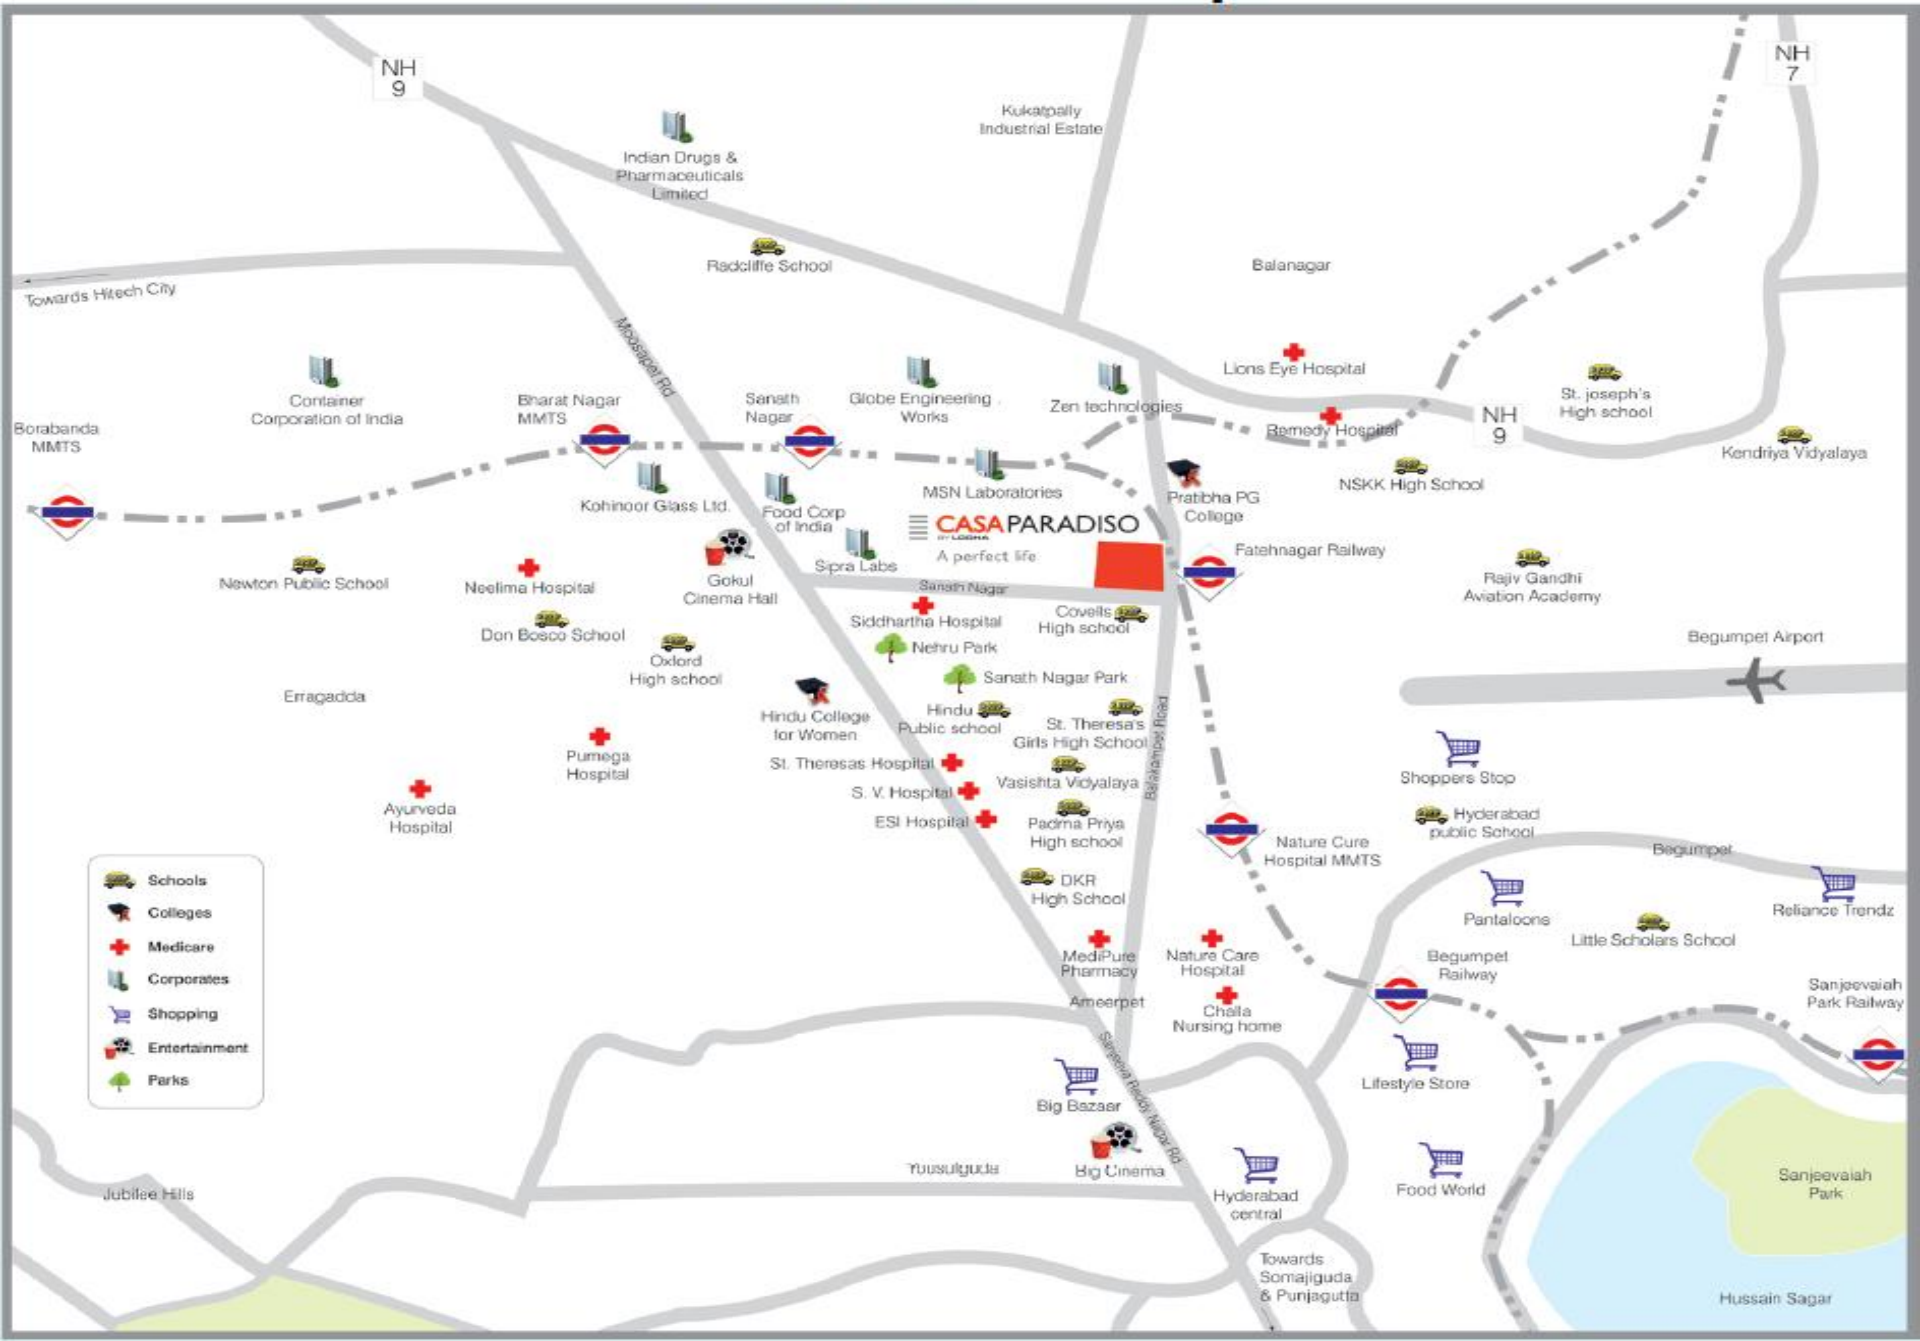 NH
9
NH
7
Kukatpally
Industrial Estate
Indian Drugs &
Pharmaceuticals
Limited
Radcliffe School
Balanagar
Towards Hitech City
Moosapet Rd
Lions Eye Hospital
St. joseph's
High school
Container
Corporation of India
Bharat Nagar
MMTS
Sanath
Nagar
Globe Engineering .
Works
Zen technologies
Remedy Hospital
NH
9
Borabanda
MMTS
Kendriya Vidyalaya
Kohinoor Glass Ltd.
Food Corp
of India
MSN Laboratories
Pratibha PG
College
NSKK High School
CASAPARADISO
BY LODHA
A perfect life
Fatehnagar Railway
Sipra Labs
Newton Public School
Neelima Hospital
Gokul
Cinema Hall
Sanath Nagar
Rajiv Gandhi
Aviation Academy
Siddhartha Hospital
Covells
High school
Don Bosco School
Nehru Park
Begumpet Airport
Oxlord
High school
Sanath Nagar Park
Erragadda
Hindu College
for Women
Hindu
Public school
St. Theresa's
Girls High School
Balakampet Road
Pumega
Hospital
St. Theresas Hospital
Vasishta Vidyalaya
Shoppers Stop
S. V. Hospital
Ayurveda
Hospital
ESI Hospital
Padma Priya
High school
Hyderabad
public School
Nature Cure
Hospital MMTS
Begumpet
DKR
High School
Pantaloons
Reliance Trendz
Little Scholars School
Schools
Colleges
Medicare
Corporates
Shopping
Entertainment
Parks
MediPure
Pharmacy
Nature Care
Hospital
Begumpet
Railway
Ameerpet
Challa
Nursing home
Sanjeevaiah
Park Railway
Sanjeeva Reddy Nagar Rd
Lifestyle Store
Big Bazaar
Yousulguda
Big Cinema
Jubilee Hills
Hyderabad
central
Food World
Sanjeevaiah
Park
Towards
Somajiguda
& Punjagutta
Hussain Sagar